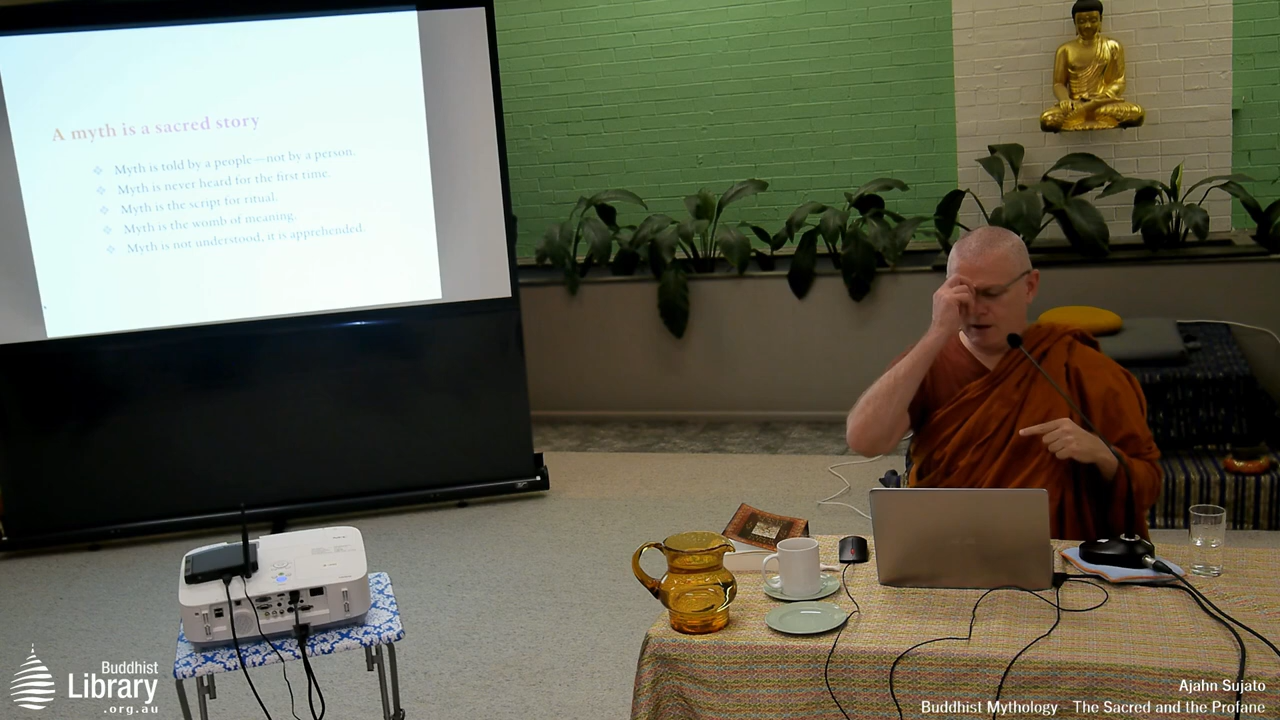 A myth is a sacred story
Myth is told by a people—not by a person.
Myth is never heard for the first time.
Myth is the script for ritual.
Myth is the womb of meaning.
Myth is not understood, it is apprehended.
Buddhist
Library
.org.au
Ajahn Sujato
Buddhist Mythology The Sacred and the Profane